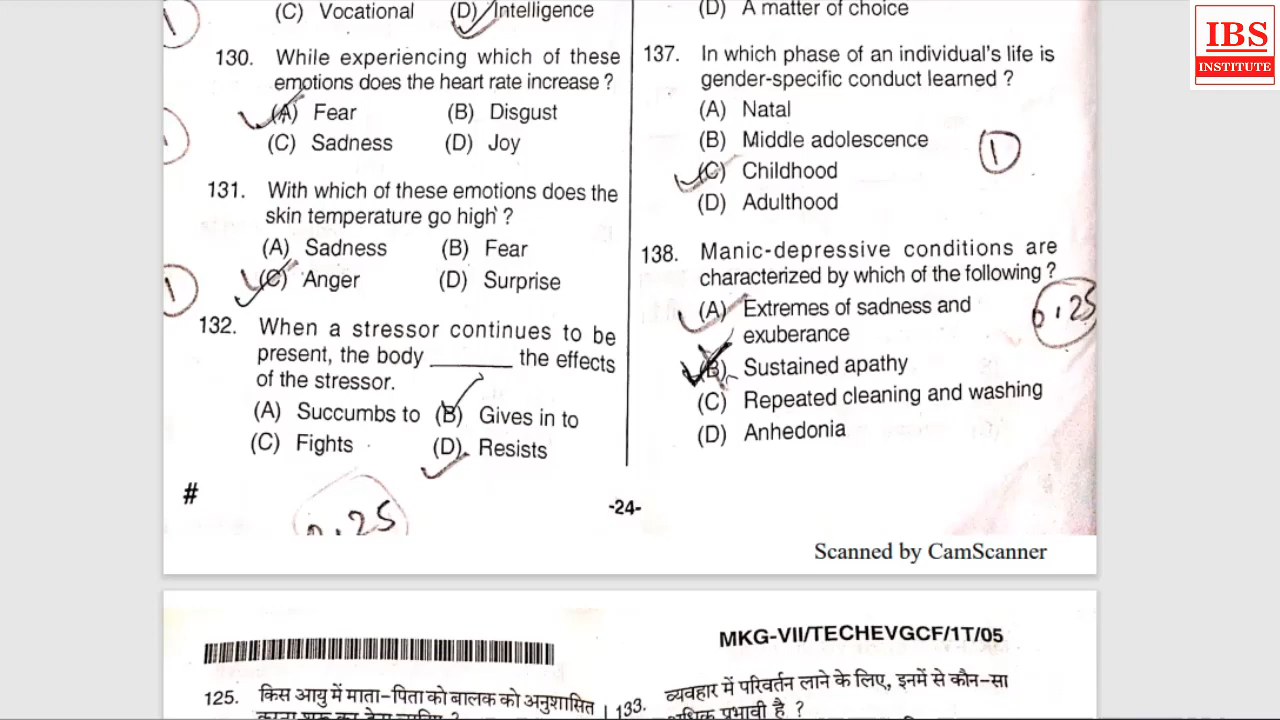 (C) Vocational (D) Intelligence
130. While experiencing which of these
emotions does the heart rate increase ?
(A) Fear (B) Disgust
(C) Sadness (D) Joy
131. With which of these emotions does the
skin temperature go high ?
(A) Sadness (B) Fear
(C) Anger (D) Surprise
132. When a stressor continues to be
present, the body ________ the effects
of the stressor.
(A) Succumbs to (B) Gives in to
(C) Fights (D) Resists
0.25
#
(D) A matter of choice
137. In which phase of an individual's life is
gender-specific conduct learned ?
(A) Natal
(B) Middle adolescence
(C) Childhood
(D) Adulthood
1
138. Manic-depressive conditions are
characterized by which of the following ?
(A) Extremes of sadness and
exuberance
(B) Sustained apathy
(C) Repeated cleaning and washing
(D) Anhedonia
0.25
-24-
Scanned by CamScanner
IBS
INSTITUTE
MKG-VII/TECHEVGCF/1T/05
125. किस आयु में माता-पिता को बालक को अनुशासित
133. व्यवहार में परिवर्तन लाने के लिए, इनमें से कौन-सा
प्रभावी है ?